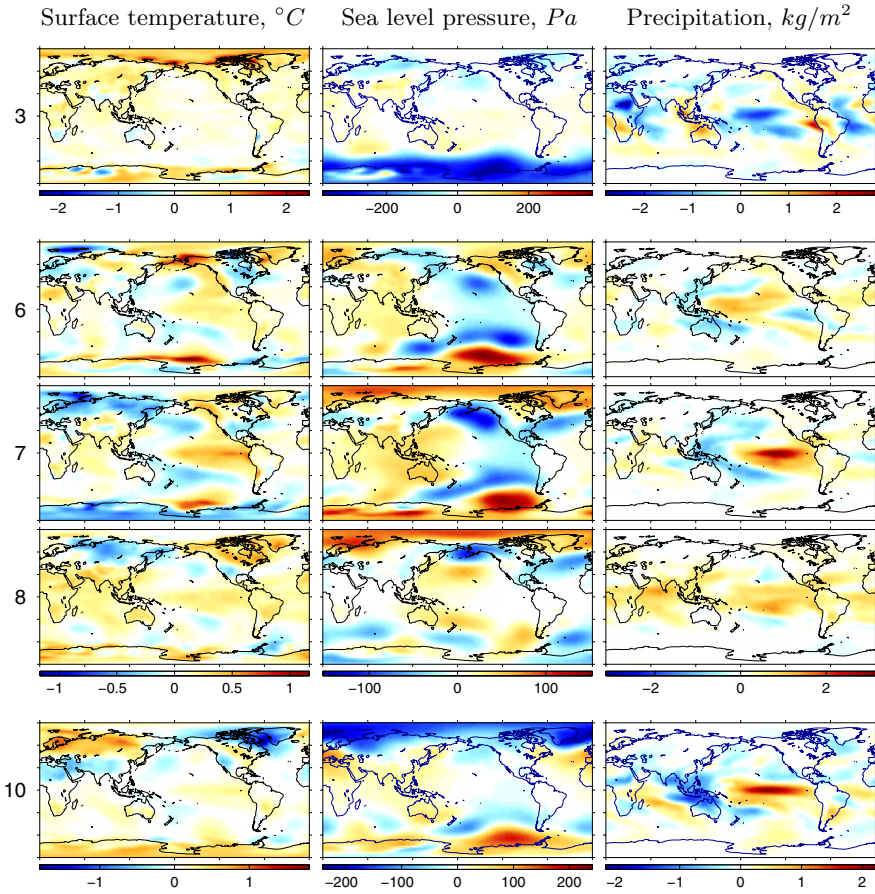 Surface temperature, °C Sea level pressure, Pa Precipitation, kg/m²
3
−2 −1 0 1 2 −200 0 200 −2 −1 0 1 2
6
7
8
−1 −0.5 0 0.5 1 −100 0 100 −2 0 2
10
−1 0 1 −200 −100 0 100 200 −2 −1 0 1 2